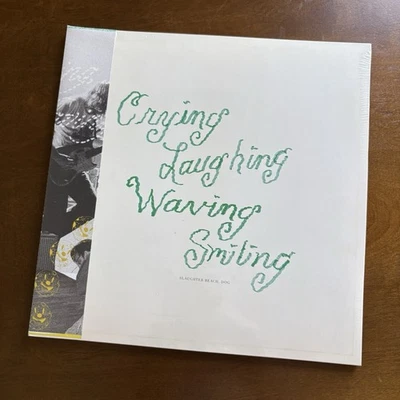 Crying
Laughing
Waving
Smiling
SLAUGHTER BEACH, DOG